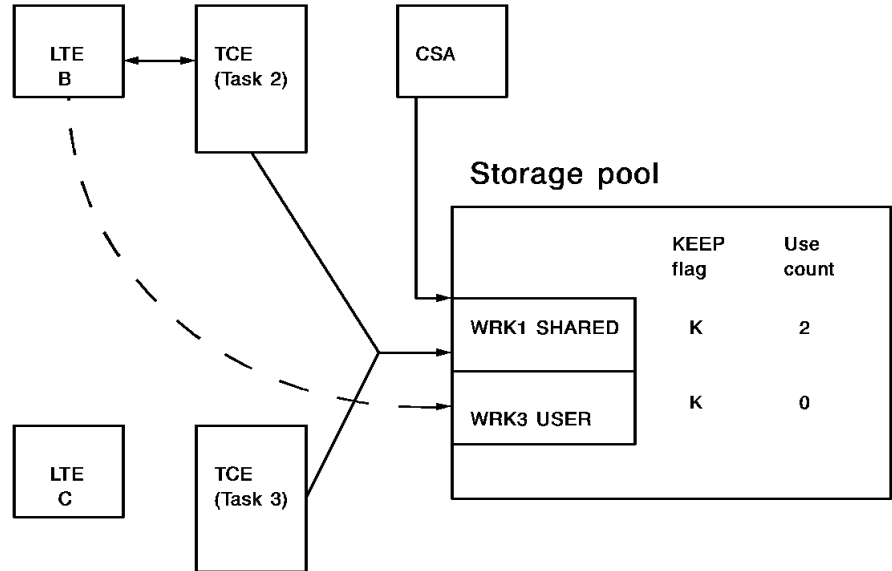 LTE
B
TCE
(Task 2)
CSA
Storage pool
KEEP
flag
Use
count
WRK1 SHARED K 2
WRK3 USER K 0
LTE
C
TCE
(Task 3)